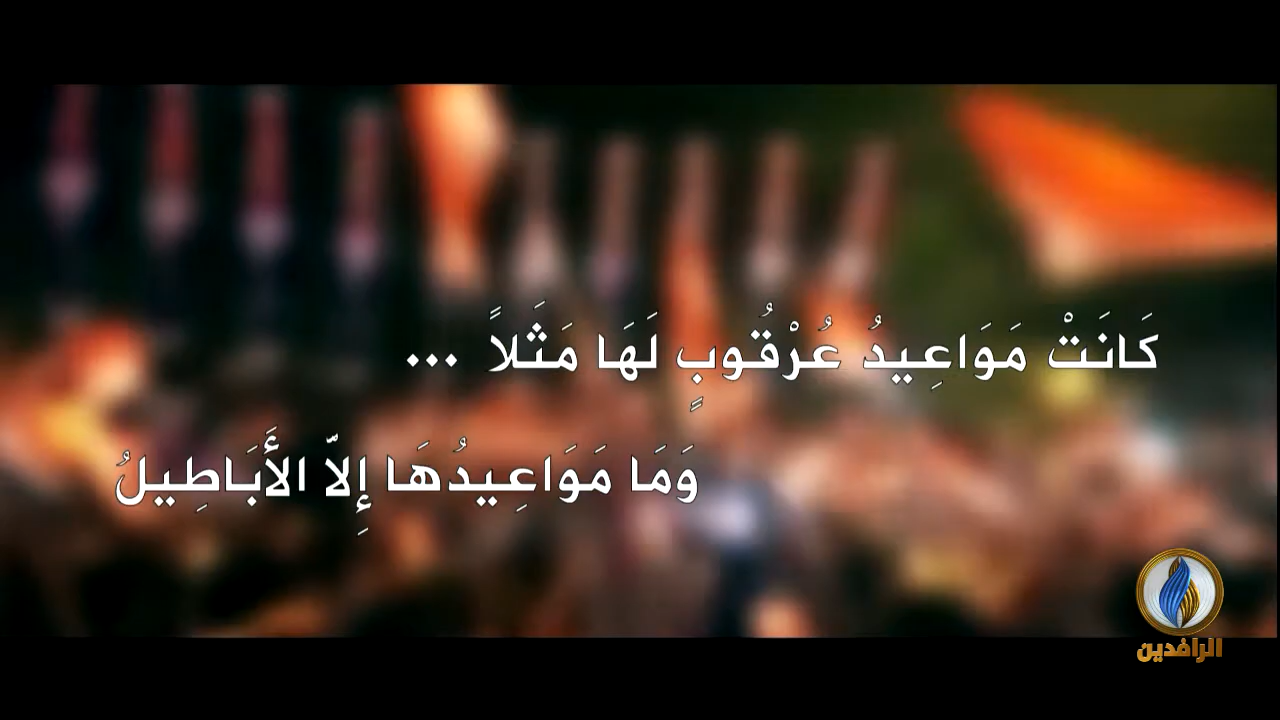 كَانَتْ مَوَاعِيدُ عُرْقُوبٍ لَهَا مَثَلاً ...
وَمَا مَوَاعِيدُهَا إِلاّ الأَبَاطِيلُ
الرافدين